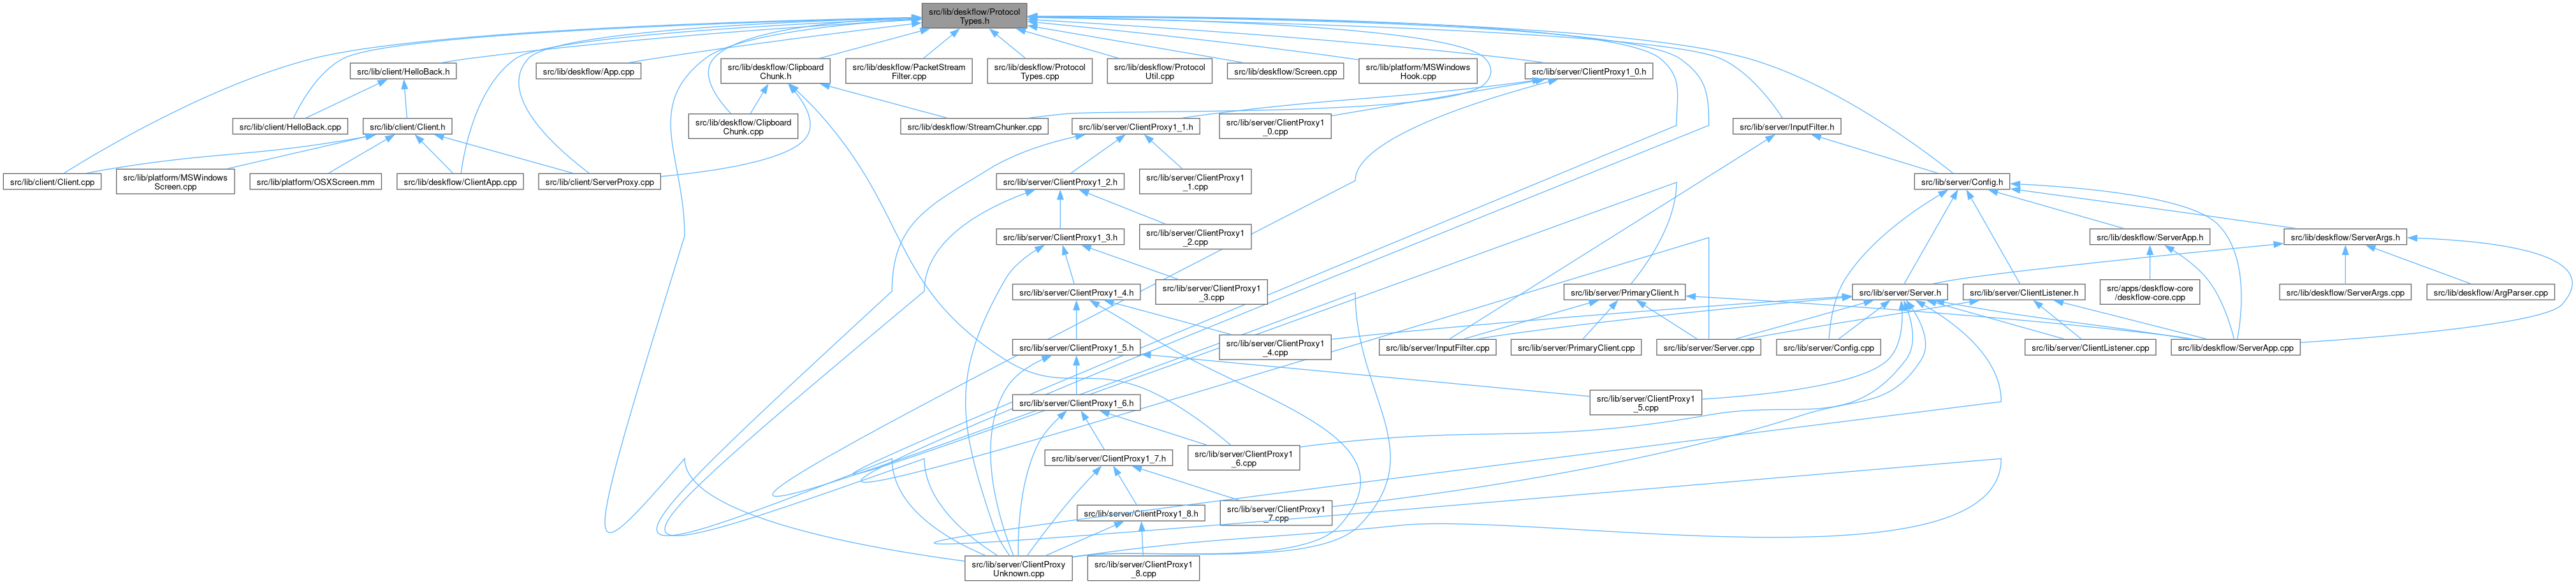 src/lib/deskflow/Protocol
Types.h
src/lib/client/HelloBack.h
src/lib/deskflow/App.cpp
src/lib/deskflow/Clipboard
Chunk.h
src/lib/deskflow/PacketStream
Filter.cpp
src/lib/deskflow/Protocol
Types.cpp
src/lib/deskflow/Protocol
Util.cpp
src/lib/deskflow/Screen.cpp
src/lib/platform/MSWindows
Hook.cpp
src/lib/server/ClientProxy1_0.h
src/lib/client/HelloBack.cpp
src/lib/client/Client.h
src/lib/deskflow/Clipboard
Chunk.cpp
src/lib/deskflow/StreamChunker.cpp
src/lib/server/ClientProxy1_1.h
src/lib/server/ClientProxy1
_0.cpp
src/lib/server/InputFilter.h
src/lib/client/Client.cpp
src/lib/platform/MSWindows
Screen.cpp
src/lib/platform/OSXScreen.mm
src/lib/deskflow/ClientApp.cpp
src/lib/client/ServerProxy.cpp
src/lib/server/ClientProxy1_2.h
src/lib/server/ClientProxy1
_1.cpp
src/lib/server/Config.h
src/lib/server/ClientProxy1_3.h
src/lib/server/ClientProxy1
_2.cpp
src/lib/deskflow/ServerApp.h
src/lib/deskflow/ServerArgs.h
src/lib/server/ClientProxy1_4.h
src/lib/server/ClientProxy1
_3.cpp
src/lib/server/PrimaryClient.h
src/lib/server/Server.h
src/lib/server/ClientListener.h
src/apps/deskflow-core
/deskflow-core.cpp
src/lib/deskflow/ServerArgs.cpp
src/lib/deskflow/ArgParser.cpp
src/lib/server/ClientProxy1_5.h
src/lib/server/ClientProxy1
_4.cpp
src/lib/server/InputFilter.cpp
src/lib/server/PrimaryClient.cpp
src/lib/server/Server.cpp
src/lib/server/Config.cpp
src/lib/server/ClientListener.cpp
src/lib/deskflow/ServerApp.cpp
src/lib/server/ClientProxy1_6.h
src/lib/server/ClientProxy1
_5.cpp
src/lib/server/ClientProxy1_7.h
src/lib/server/ClientProxy1
_6.cpp
src/lib/server/ClientProxy1_8.h
src/lib/server/ClientProxy1
_7.cpp
src/lib/server/ClientProxy
Unknown.cpp
src/lib/server/ClientProxy1
_8.cpp